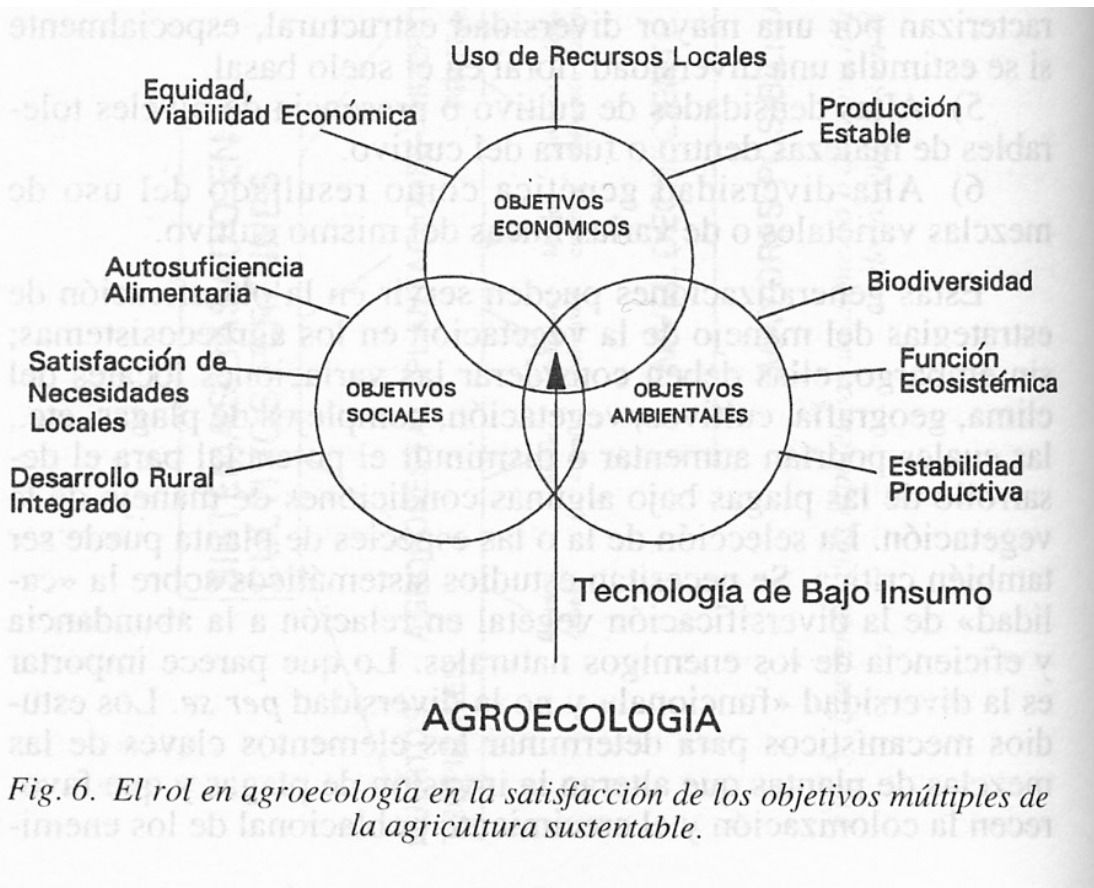 Uso de Recursos Locales
Equidad,
Viabilidad Económica
Producción
Estable
OBJETIVOS
ECONOMICOS
Autosuficiencia
Alimentaria
Biodiversidad
Satisfacción de
Necesidades
Locales
OBJETIVOS
SOCIALES
OBJETIVOS
AMBIENTALES
Función
Ecosistémica
Desarrollo Rural
Integrado
Estabilidad
Productiva
Tecnología de Bajo Insumo
AGROECOLOGIA
Fig. 6. El rol en agroecología en la satisfacción de los objetivos múltiples de
la agricultura sustentable.